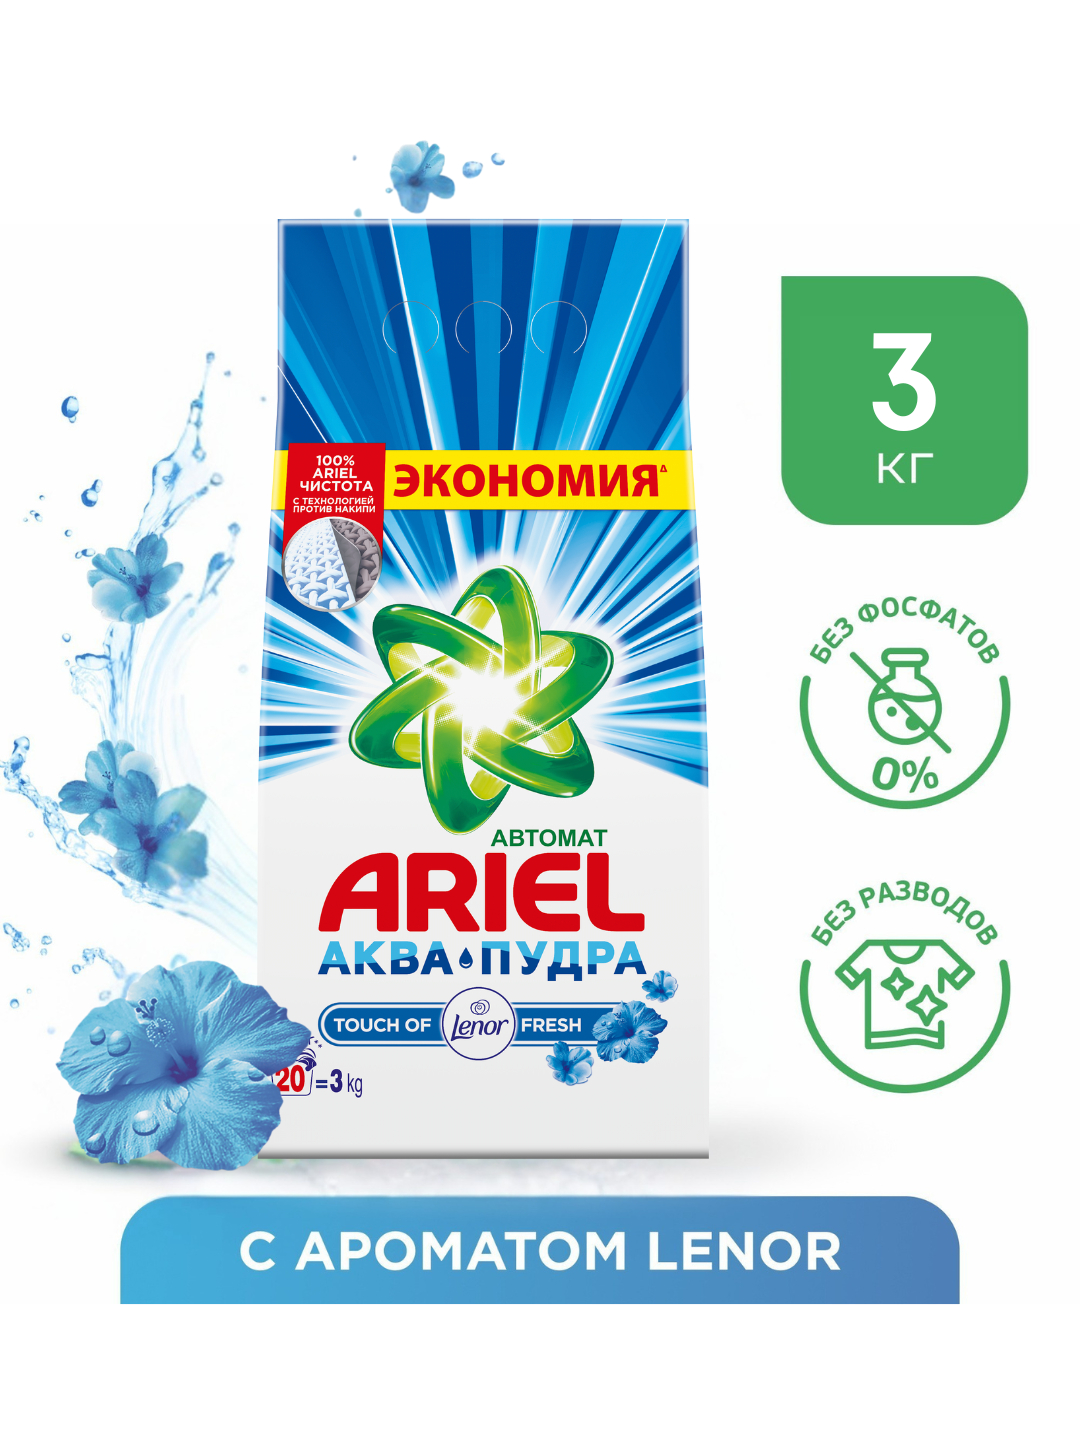 100%
ARIEL
ЧИСТОТА
С ТЕХНОЛОГИЕЙ
ПРОТИВ НАКИПИ
ЭКОНОМИЯ∆
АВТОМАТ
ARIEL
АКВА ПУДРА
TOUCH OF Lenor FRESH
20 = 3 kg
3
КГ
БЕЗ ФОСФАТОВ
0%
БЕЗ РАЗВОДОВ
С АРОМАТОМ LENOR